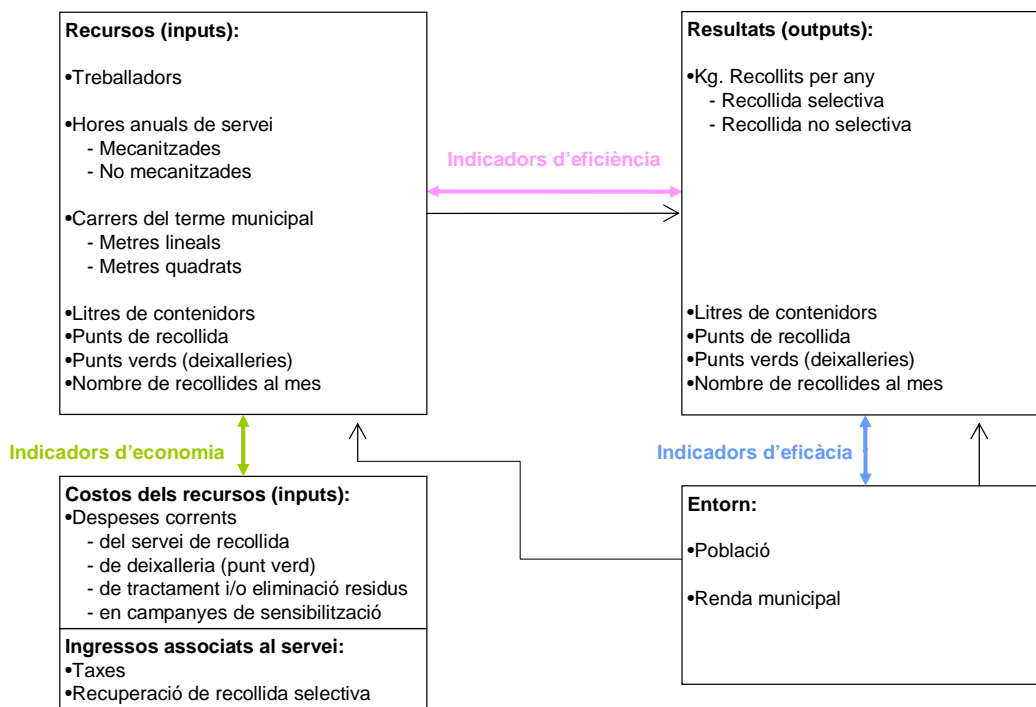 Recursos (inputs):
•Treballadors
•Hores anuals de servei
- Mecanitzades
- No mecanitzades
•Carrers del terme municipal
- Metres lineals
- Metres quadrats
•Litres de contenidors
•Punts de recollida
•Punts verds (deixalleries)
•Nombre de recollides al mes
Indicadors d’eficiència
Resultats (outputs):
•Kg. Recollits per any
- Recollida selectiva
- Recollida no selectiva
•Litres de contenidors
•Punts de recollida
•Punts verds (deixalleries)
•Nombre de recollides al mes
Indicadors d’economia
Indicadors d’eficàcia
Costos dels recursos (inputs):
•Despeses corrents
- del servei de recollida
- de deixalleria (punt verd)
- de tractament i/o eliminació residus
- en campanyes de sensibilització
Ingressos associats al servei:
•Taxes
•Recuperació de recollida selectiva
Entorn:
•Població
•Renda municipal